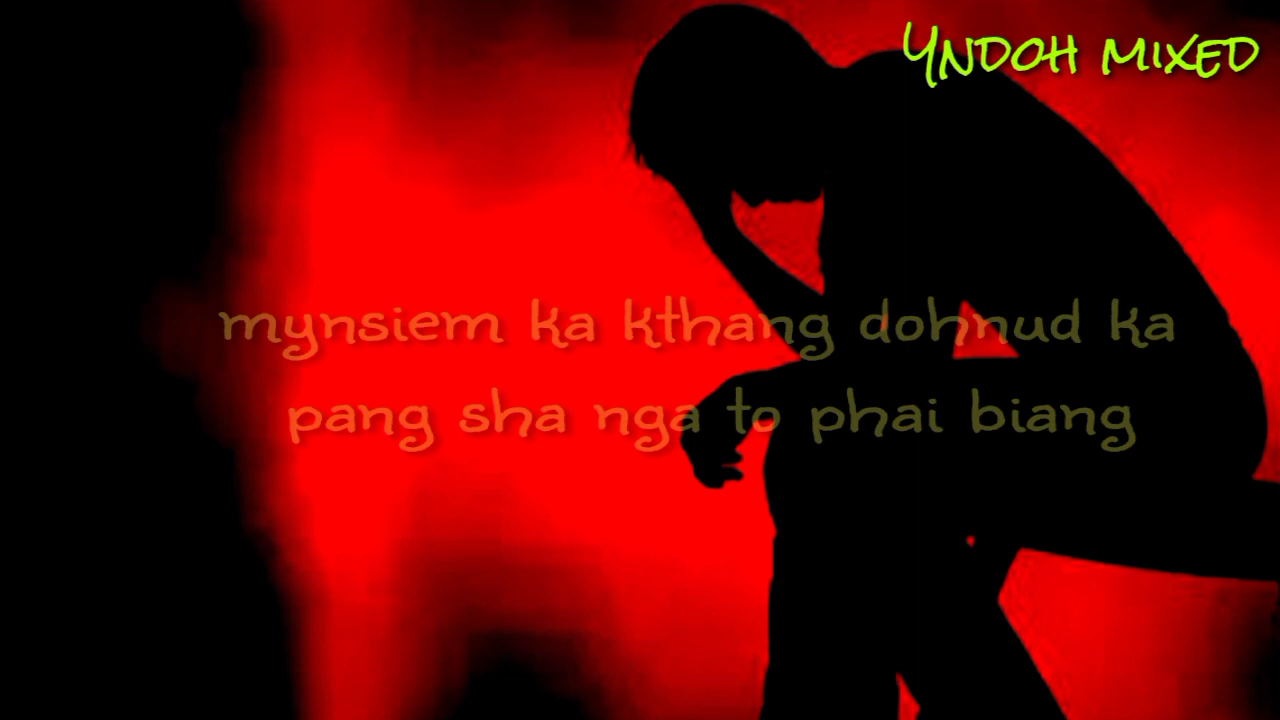 Yndoh mixed
mynsiem ka kthang dohnud ka
pang sha nga to phai biang